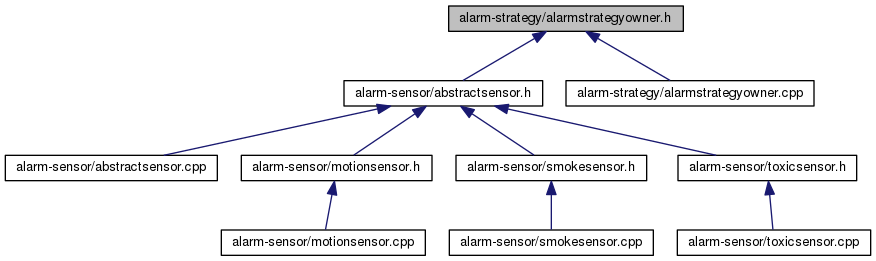 alarm-strategy/alarmstrategyowner.h
alarm-sensor/abstractsensor.h
alarm-strategy/alarmstrategyowner.cpp
alarm-sensor/abstractsensor.cpp
alarm-sensor/motionsensor.h
alarm-sensor/smokesensor.h
alarm-sensor/toxicsensor.h
alarm-sensor/motionsensor.cpp
alarm-sensor/smokesensor.cpp
alarm-sensor/toxicsensor.cpp